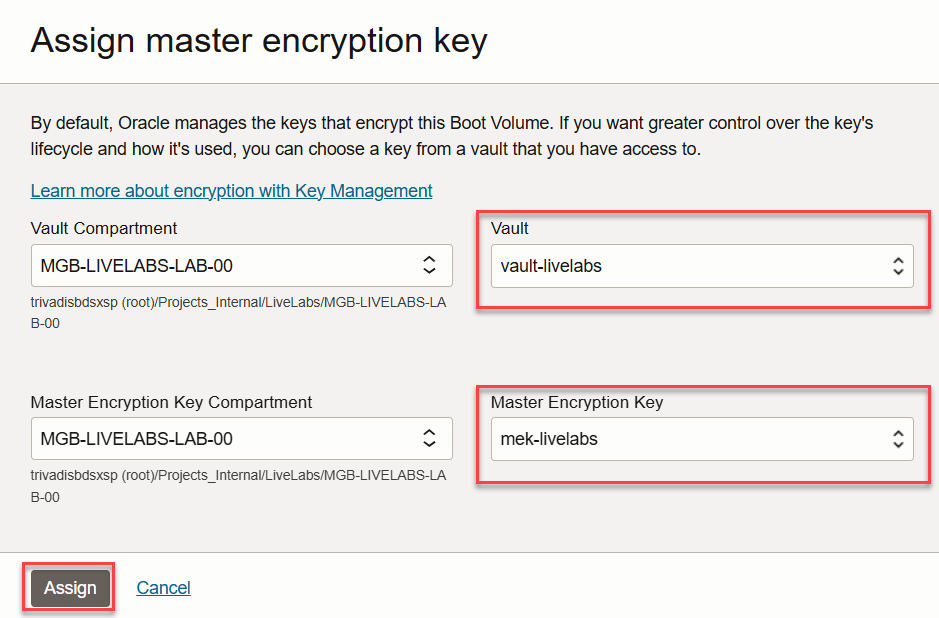 Assign master encryption key
By default, Oracle manages the keys that encrypt this Boot Volume. If you want greater control over the key's
lifecycle and how it's used, you can choose a key from a vault that you have access to.
Learn more about encryption with Key Management
Vault Compartment
MGB-LIVELABS-LAB-00
trivadisbdsxsp (root)/Projects_Internal/LiveLabs/MGB-LIVELABS-LA
B-00
Vault
vault-livelabs
Master Encryption Key Compartment
MGB-LIVELABS-LAB-00
trivadisbdsxsp (root)/Projects_Internal/LiveLabs/MGB-LIVELABS-LA
B-00
Master Encryption Key
mek-livelabs
Assign
Cancel